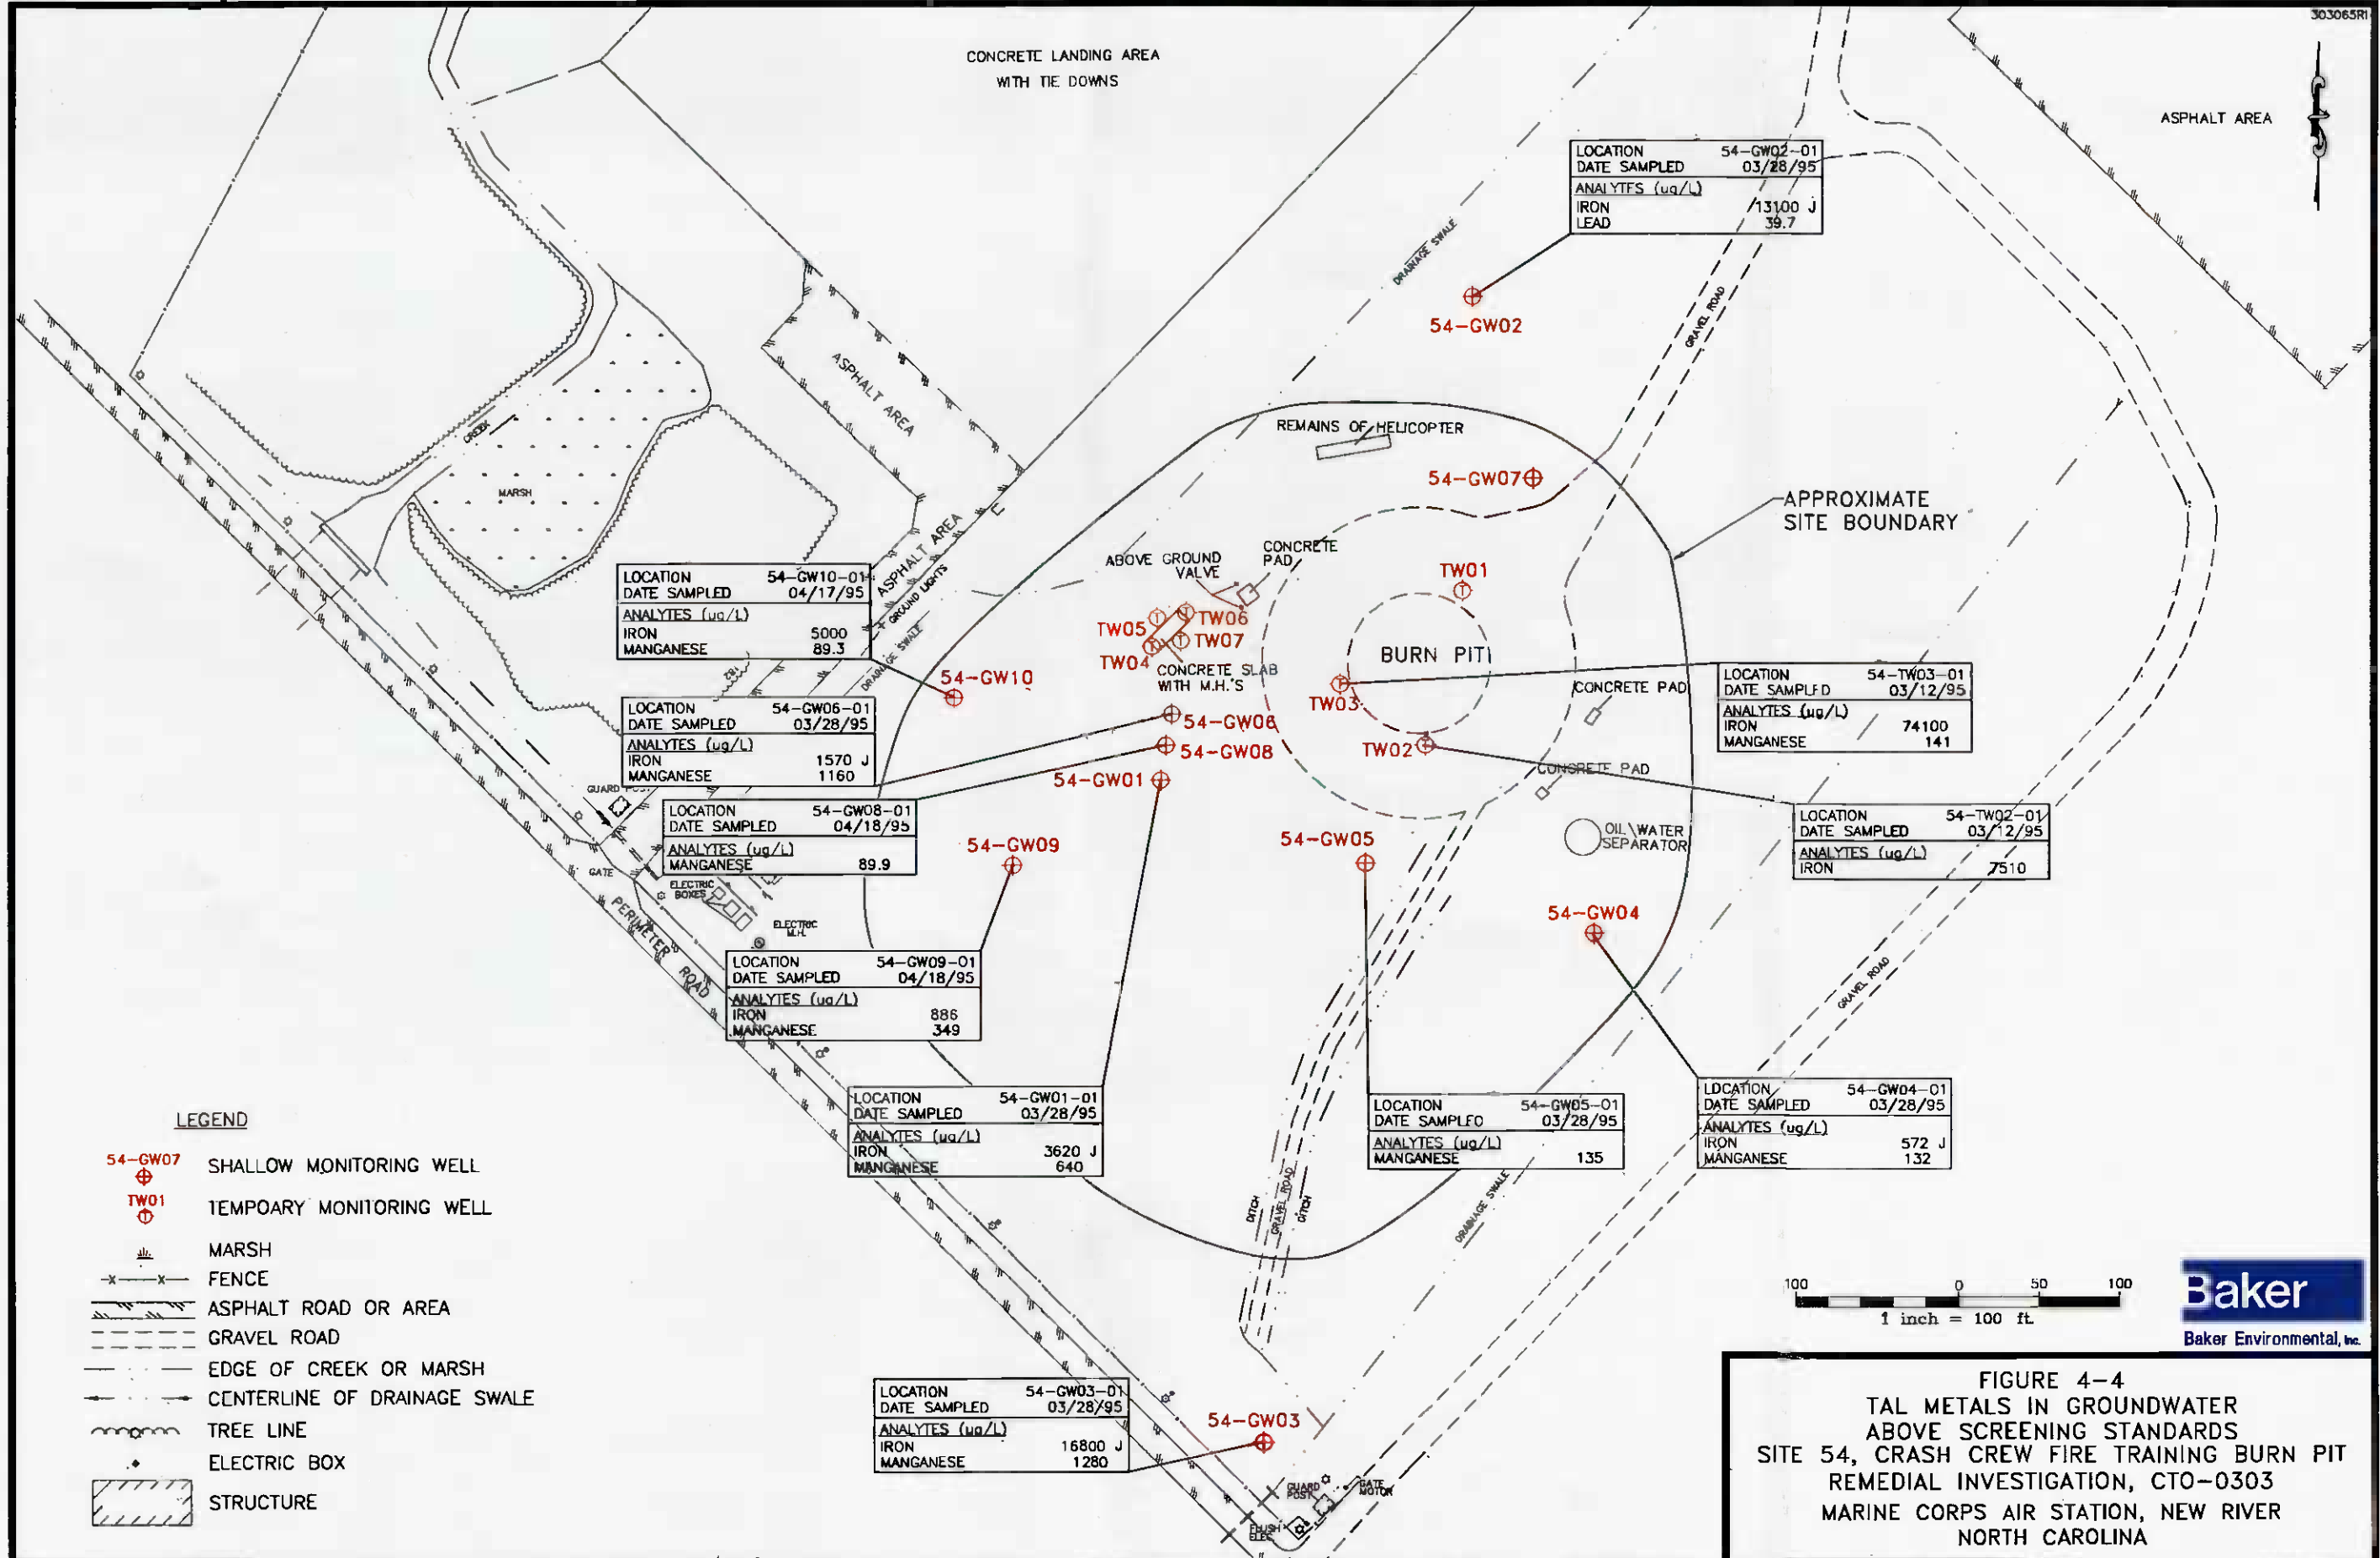 303065R1
CONCRETE LANDING AREA
WITH TIE DOWNS
ASPHALT AREA
LOCATION 54-GW02-01
DATE SAMPLED 03/28/95
ANALYTES (ug/L)
IRON 13100 J
LEAD 39.7
DRAINAGE SWALE
GRAVEL ROAD
54-GW02
ASPHALT AREA
CREEK
MARSH
REMAINS OF HELICOPTER
54-GW07
APPROXIMATE
SITE BOUNDARY
ASPHALT AREA
GROUND LIGHTS
DRAINAGE SWALE
ABOVE GROUND
VALVE
CONCRETE
PAD
TW01
TW05
TW06
TW07
TW04
CONCRETE SLAB
WITH M.H.'S
BURN PIT
TW03
TW02
CONCRETE PAD
CONCRETE PAD
LOCATION 54-GW10-01
DATE SAMPLED 04/17/95
ANALYTES (ug/L)
IRON 5000
MANGANESE 89.3
54-GW10
LOCATION 54-TW03-01
DATE SAMPLED 03/12/95
ANALYTES (ug/L)
IRON 74100
MANGANESE 141
LOCATION 54-GW06-01
DATE SAMPLED 03/28/95
ANALYTES (ug/L)
IRON 1570 J
MANGANESE 1160
54-GW06
54-GW08
54-GW01
GUARD POST
LOCATION 54-GW08-01
DATE SAMPLED 04/18/95
ANALYTES (ug/L)
MANGANESE 89.9
54-GW09
54-GW05
OIL\WATER
SEPARATOR
LOCATION 54-TW02-01
DATE SAMPLED 03/12/95
ANALYTES (ug/L)
IRON 7510
GATE
ELECTRIC
BOXES
PERIMETER ROAD
ELECTRIC
M.H.
54-GW04
GRAVEL ROAD
LOCATION 54-GW09-01
DATE SAMPLED 04/18/95
ANALYTES (ug/L)
IRON 886
MANGANESE 349
LOCATION 54-GW01-01
DATE SAMPLED 03/28/95
ANALYTES (ug/L)
IRON 3620 J
MANGANESE 640
LOCATION 54-GW05-01
DATE SAMPLED 03/28/95
ANALYTES (ug/L)
MANGANESE 135
LOCATION 54-GW04-01
DATE SAMPLED 03/28/95
ANALYTES (ug/L)
IRON 572 J
MANGANESE 132
DITCH
GRAVEL ROAD
DITCH
DRAINAGE SWALE
LEGEND
54-GW07
SHALLOW MONITORING WELL
TW01
TEMPOARY MONITORING WELL
MARSH
FENCE
ASPHALT ROAD OR AREA
GRAVEL ROAD
EDGE OF CREEK OR MARSH
CENTERLINE OF DRAINAGE SWALE
TREE LINE
ELECTRIC BOX
STRUCTURE
LOCATION 54-GW03-01
DATE SAMPLED 03/28/95
ANALYTES (ug/L)
IRON 16800 J
MANGANESE 1280
54-GW03
GUARD
POST
GATE
MOTOR
FLUSH
ELEC.
100 0 50 100
1 inch = 100 ft.
Baker
Baker Environmental, Inc.
FIGURE 4-4
TAL METALS IN GROUNDWATER
ABOVE SCREENING STANDARDS
SITE 54, CRASH CREW FIRE TRAINING BURN PIT
REMEDIAL INVESTIGATION, CTO-0303
MARINE CORPS AIR STATION, NEW RIVER
NORTH CAROLINA